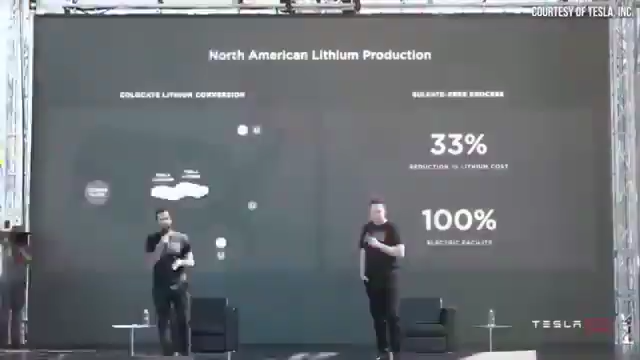 COURTESY OF TESLA, INC.
North American Lithium Production
COLOCATE LITHIUM CONVERSION
SULFATE-FREE PROCESS
33%
REDUCTION IN LITHIUM COST
100%
ELECTRIC FACILITY
TESLA